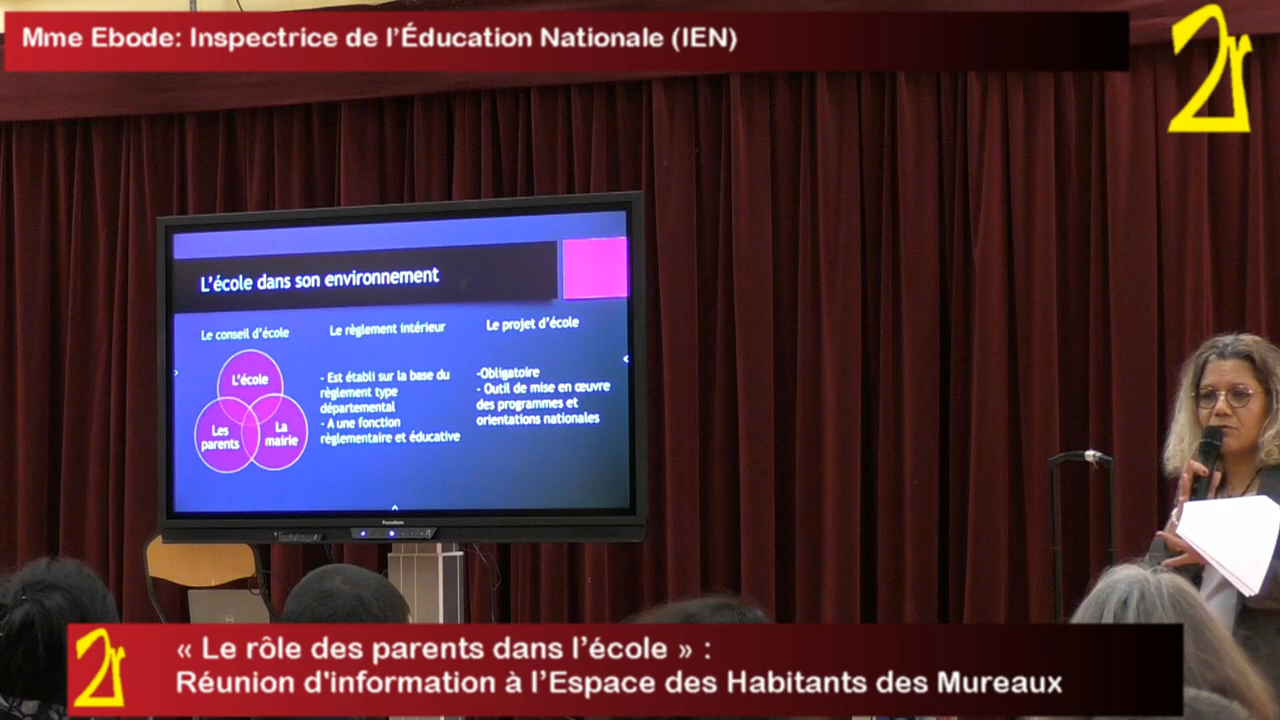 Mme Ebode: Inspectrice de l'Éducation Nationale (IEN)
2r
L'école dans son environnement
Le conseil d'école
L'école
Les
parents
La
mairie
Le règlement intérieur
- Est établi sur la base du
règlement type
départemental
- A une fonction
règlementaire et éducative
Le projet d'école
-Obligatoire
- Outil de mise en œuvre
des programmes et
orientations nationales
2r
« Le rôle des parents dans l'école » :
Réunion d'information à l'Espace des Habitants des Mureaux